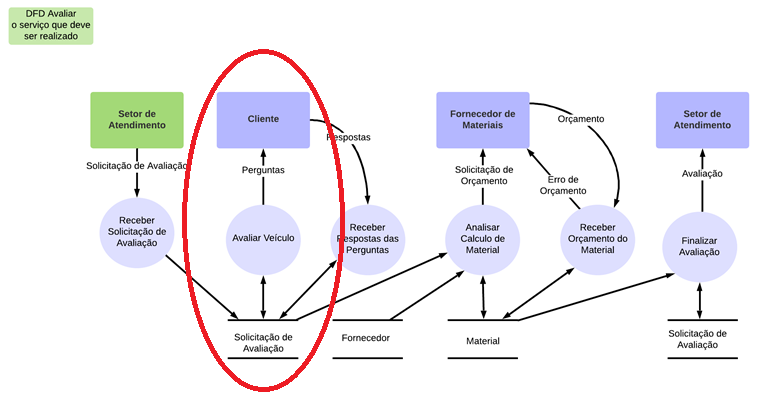 DFD Avaliar
o serviço que deve
ser realizado
Setor de
Atendimento
Cliente
Fornecedor de
Materiais
Setor de
Atendimento
Respostas
Orçamento
Solicitação de Avaliação
Perguntas
Solicitação de
Orçamento
Erro de
Orçamento
Avaliação
Receber
Solicitação de
Avaliação
Avaliar Veículo
Receber
Respostas das
Perguntas
Analisar
Calculo de
Material
Receber
Orçamento do
Material
Finalizar
Avaliação
Solicitação de
Avaliação
Fornecedor
Material
Solicitação de
Avaliação